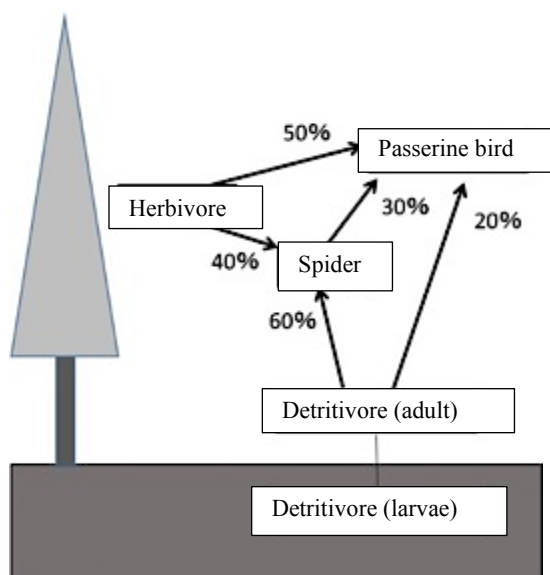 50%
Passerine bird
Herbivore
30%
20%
40%
Spider
60%
Detritivore (adult)
Detritivore (larvae)